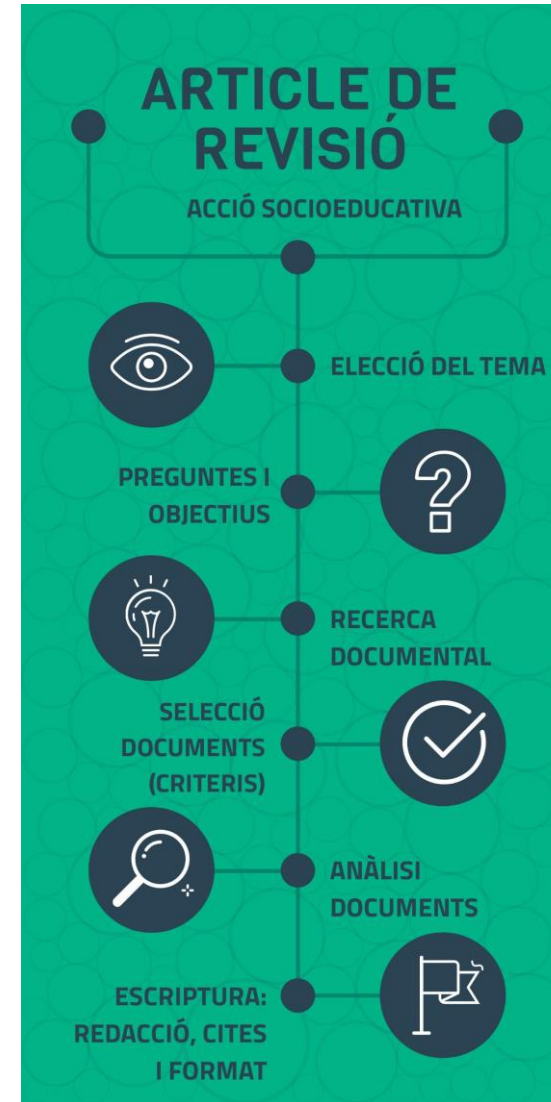 ARTICLE DE
REVISIÓ
ACCIÓ SOCIOEDUCATIVA
ELECCIÓ DEL TEMA
PREGUNTES I
OBJECTIUS
RECERCA
DOCUMENTAL
SELECCIÓ
DOCUMENTS
(CRITERIS)
ANÀLISI
DOCUMENTS
ESCRIPTURA:
REDACCIÓ, CITES
I FORMAT